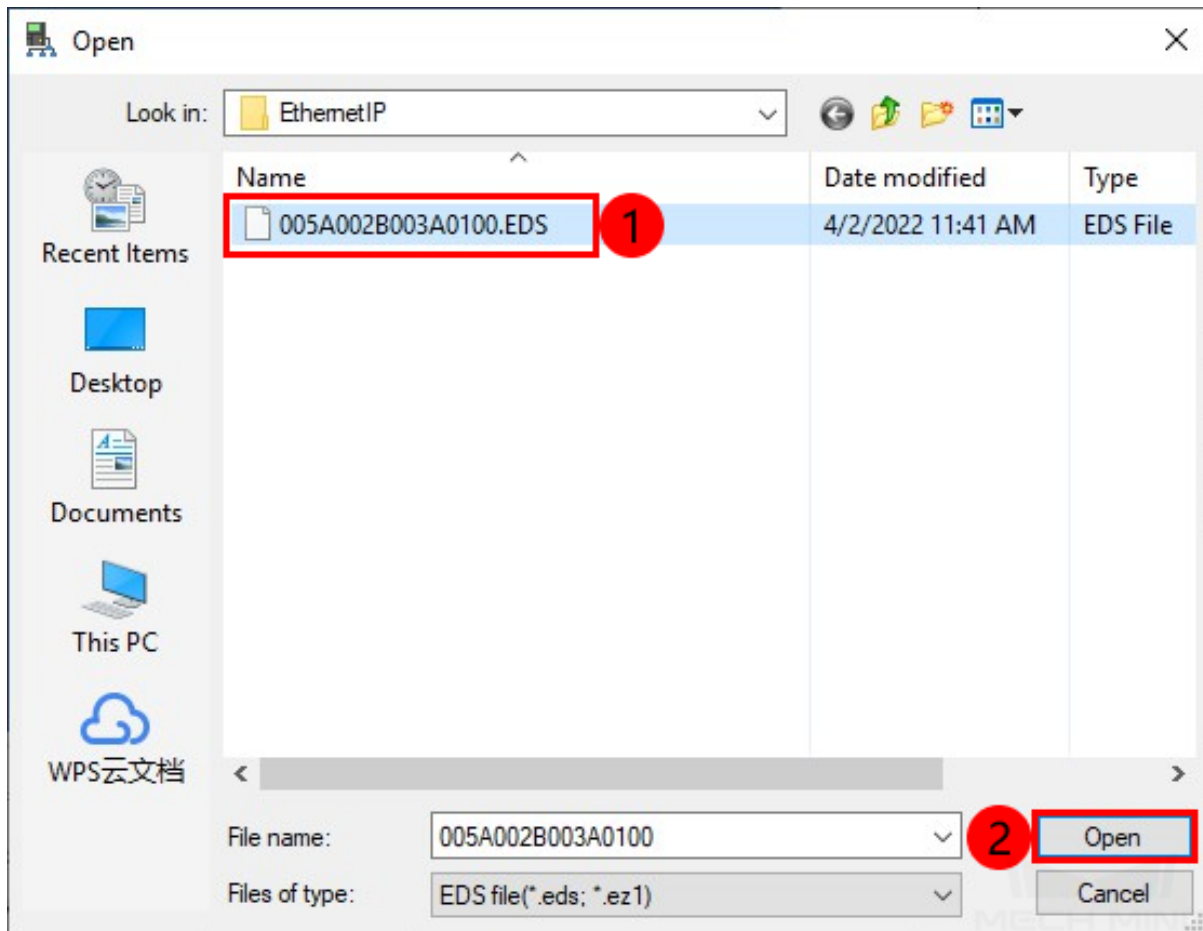 Open
Look in: EthernetIP
Name Date modified Type
005A002B003A0100.EDS 1 4/2/2022 11:41 AM EDS File
Recent Items
Desktop
Documents
This PC
WPS云文档
File name: 005A002B003A0100 2 Open
Files of type: EDS file(*.eds; *.ez1) Cancel
MECH MIND